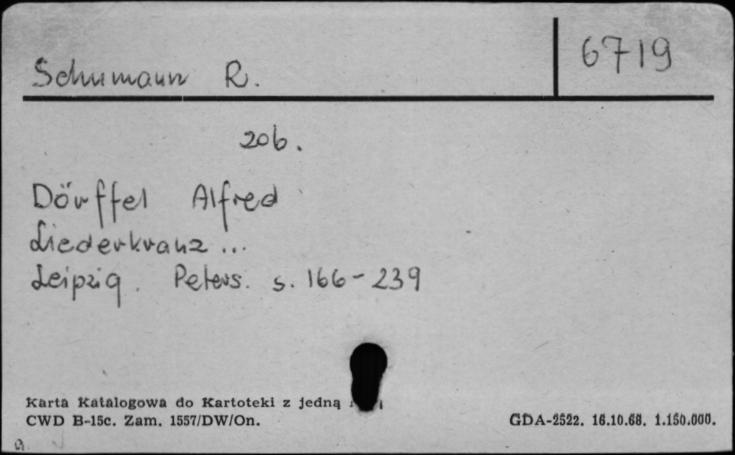 Schumann R. 6719
zob.
Dörffel Alfred
Liederkranz ...
Leipzig. Peters. s. 166-239
Karta Katalogowa do Kartoteki z jedną
CWD B-15c. Zam. 1557/DW/On. GDA-2522. 16.10.68. 1.150.000.